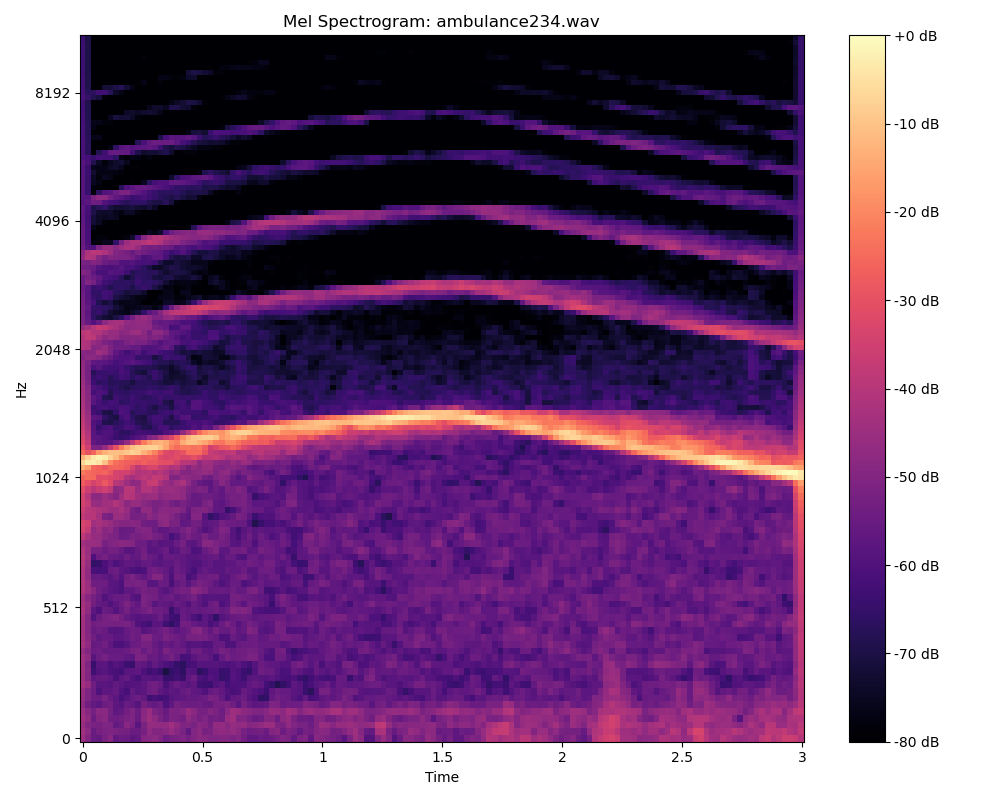 Mel Spectrogram: ambulance234.wav
+0 dB
8192
-10 dB
-20 dB
4096
-30 dB
2048
Hz
-40 dB
1024
-50 dB
-60 dB
512
-70 dB
0
-80 dB
0 0.5 1 1.5 2 2.5 3
Time